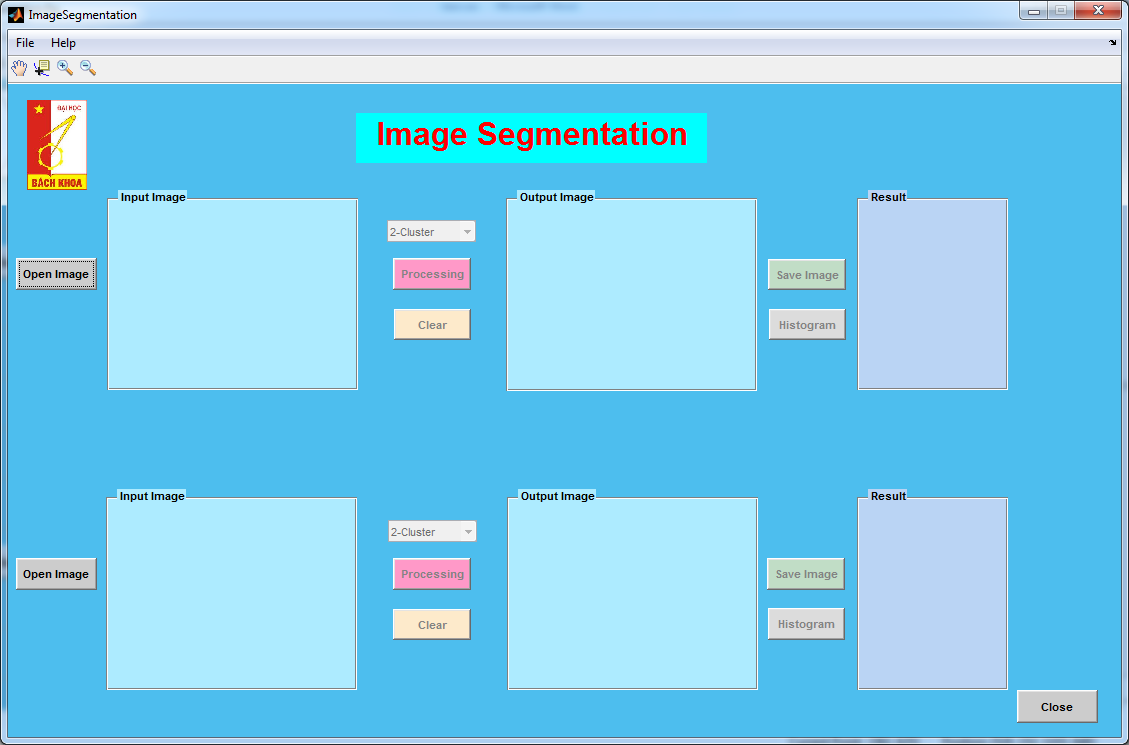 ImageSegmentation
File Help
ĐẠI HỌC
BÁCH KHOA
Image Segmentation
Input Image
Output Image
Result
2-Cluster
Open Image
Processing
Save Image
Clear
Histogram
Input Image
Output Image
Result
2-Cluster
Open Image
Processing
Save Image
Clear
Histogram
Close